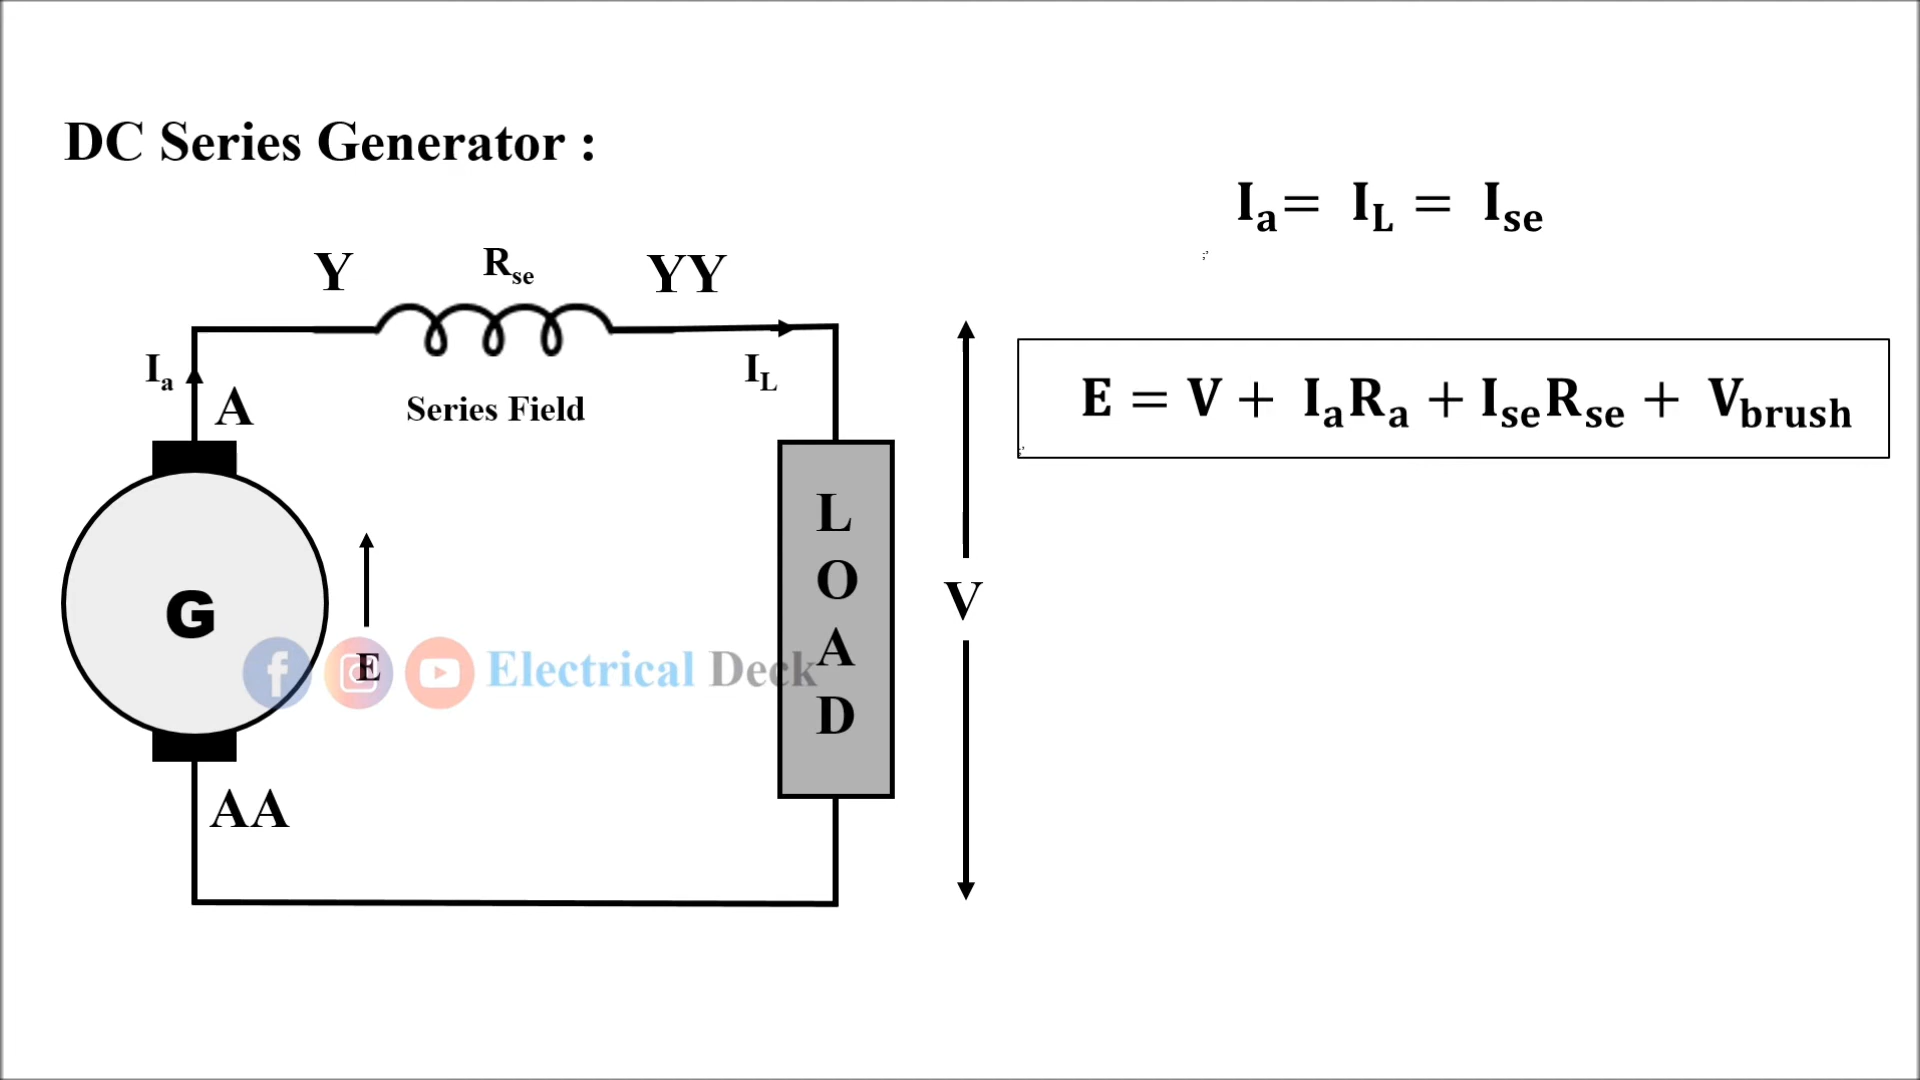 DC Series Generator :
Iₐ= I_L = I_se
Y
R_se
YY
Iₐ
A
Series Field
I_L
E = V + IₐRₐ + I_seR_se + V_brush
G
E
Electrical Deck
L
O
A
D
V
AA